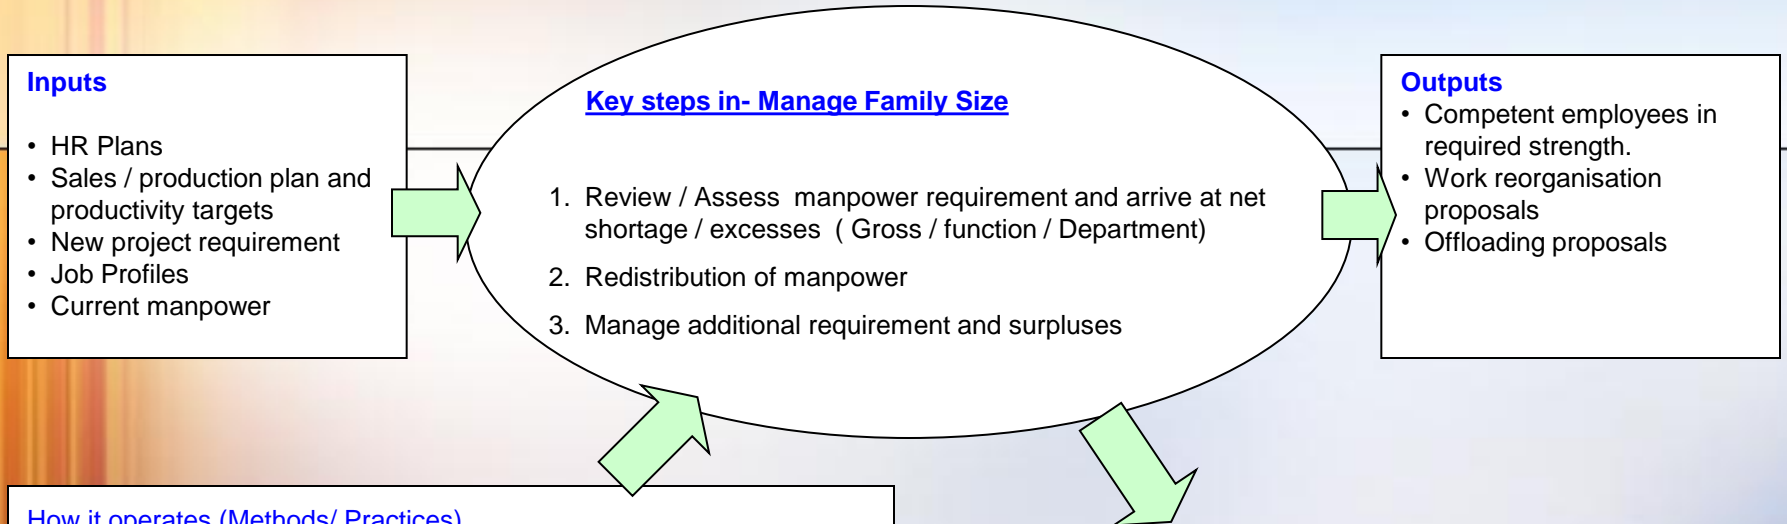 Inputs
• HR Plans
• Sales / production plan and
productivity targets
• New project requirement
• Job Profiles
• Current manpower
Key steps in- Manage Family Size
1. Review / Assess manpower requirement and arrive at net
shortage / excesses ( Gross / function / Department)
2. Redistribution of manpower
3. Manage additional requirement and surpluses
Outputs
• Competent employees in
required strength.
• Work reorganisation
proposals
• Offloading proposals
How it operates (Methods/ Practices)